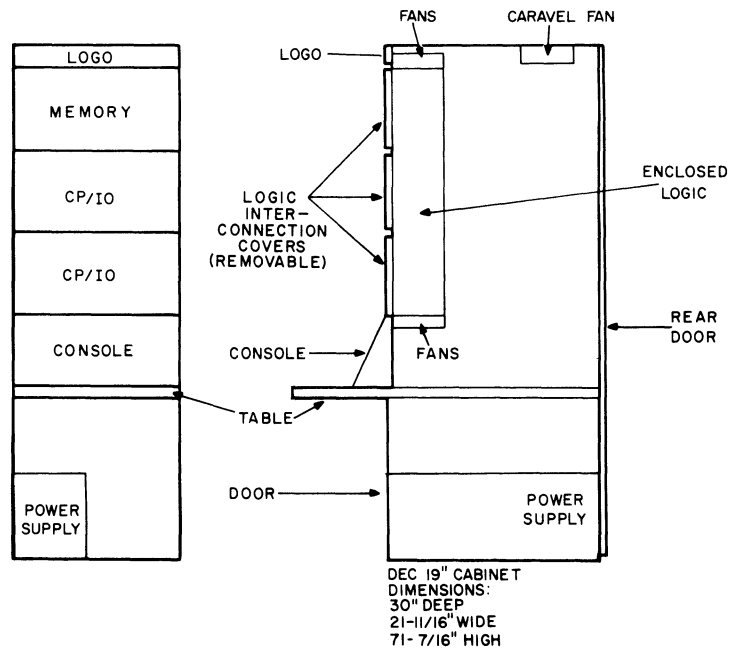 LOGO
MEMORY
CP/IO
CP/IO
CONSOLE
POWER
SUPPLY
FANS
CARAVEL FAN
LOGO
ENCLOSED
LOGIC
LOGIC
INTER-
CONNECTION
COVERS
(REMOVABLE)
REAR
DOOR
CONSOLE
FANS
TABLE
DOOR
POWER
SUPPLY
DEC 19" CABINET
DIMENSIONS:
30" DEEP
21-11/16" WIDE
71-7/16" HIGH